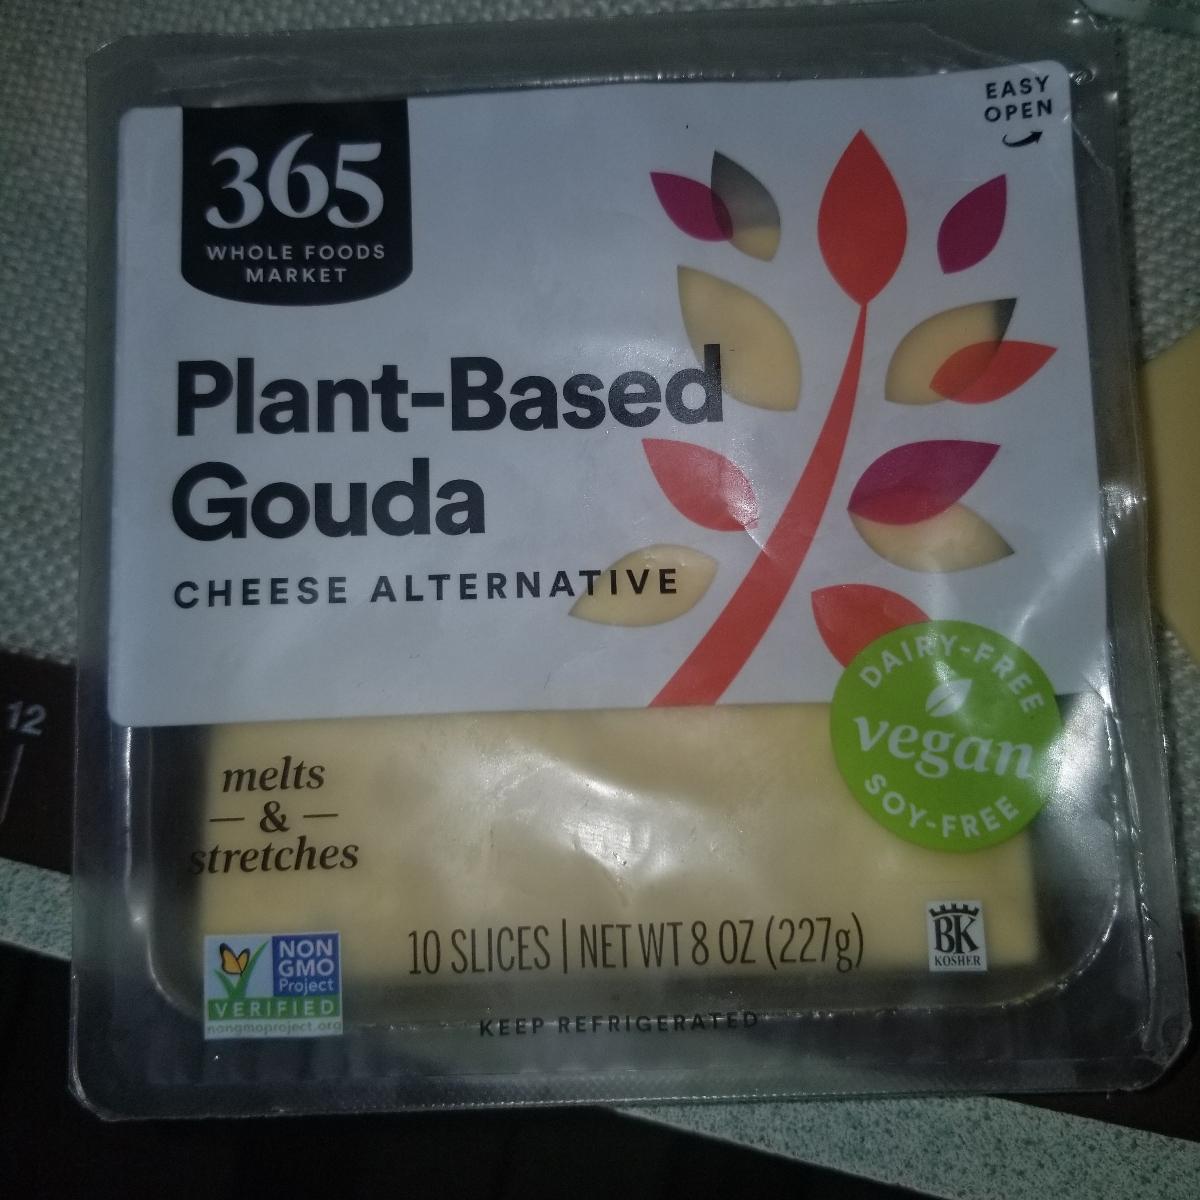 EASY
OPEN
365
WHOLE FOODS
MARKET
Plant-Based
Gouda
CHEESE ALTERNATIVE
DAIRY-FREE
vegan
SOY-FREE
12
melts
&
stretches
10 SLICES | NET WT 8 OZ (227g)
BK
KOSHER
NON
GMO
Project
VERIFIED
nongmoproject.org
KEEP REFRIGERATED